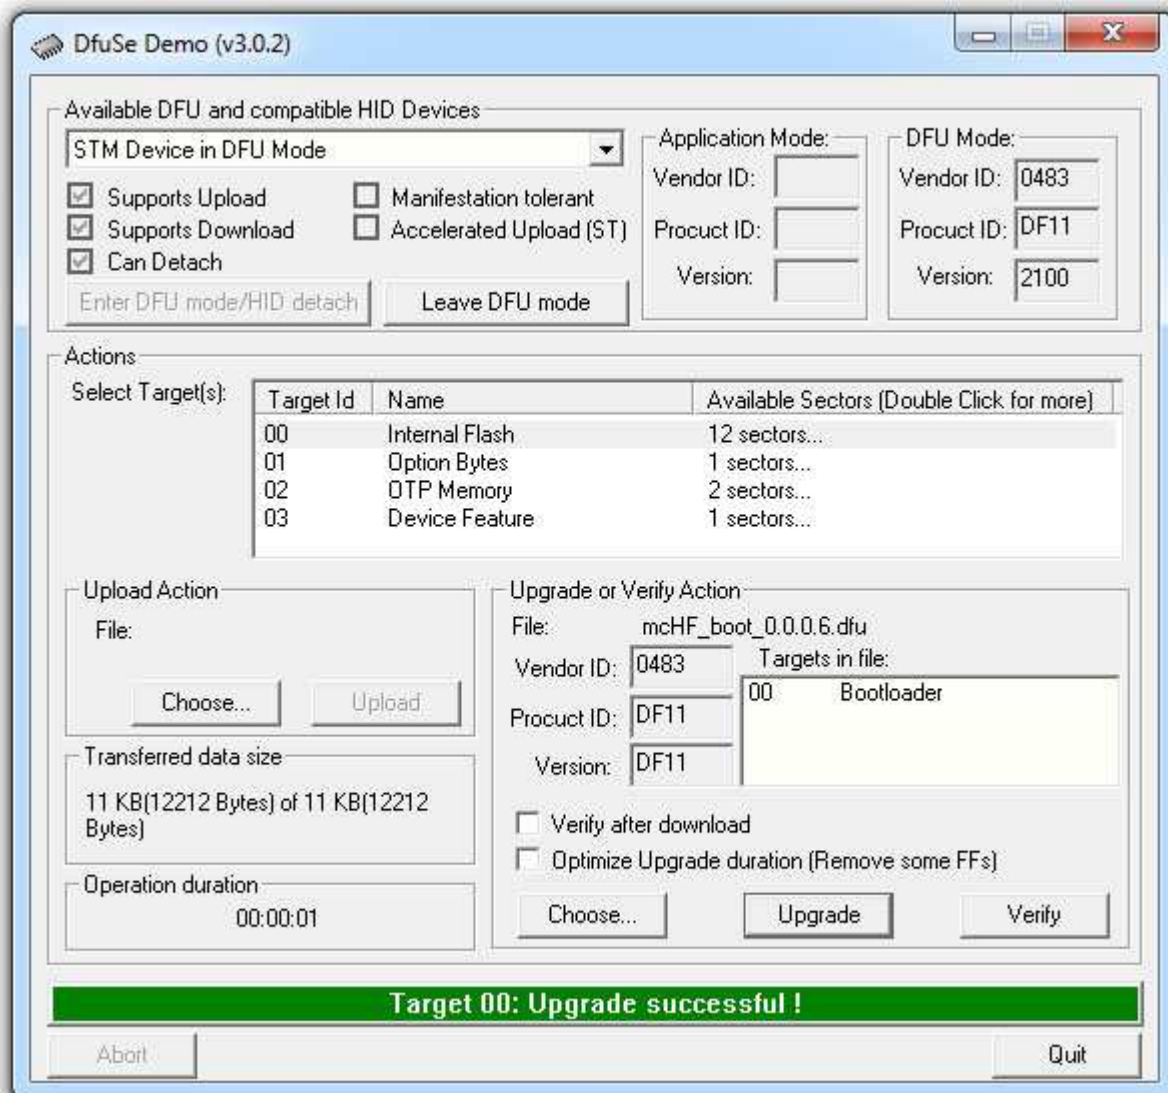 DfuSe Demo (v3.0.2)
Available DFU and compatible HID Devices
STM Device in DFU Mode
Supports Upload
Manifestation tolerant
Supports Download
Accelerated Upload (ST)
Can Detach
Enter DFU mode/HID detach
Leave DFU mode
Application Mode:
Vendor ID:
Procuct ID:
Version:
DFU Mode:
Vendor ID: 0483
Procuct ID: DF11
Version: 2100
Actions
Select Target(s):
Target Id Name Available Sectors (Double Click for more)
00 Internal Flash 12 sectors...
01 Option Bytes 1 sectors...
02 OTP Memory 2 sectors...
03 Device Feature 1 sectors...
Upload Action
File:
Choose...
Upload
Transferred data size
11 KB(12212 Bytes) of 11 KB(12212
Bytes)
Operation duration
00:00:01
Upgrade or Verify Action
File: mcHF_boot_0.0.0.6.dfu
Vendor ID: 0483
Procuct ID: DF11
Version: DF11
Targets in file:
00 Bootloader
Verify after download
Optimize Upgrade duration (Remove some FFs)
Choose...
Upgrade
Verify
Target 00: Upgrade successful !
Abort
Quit